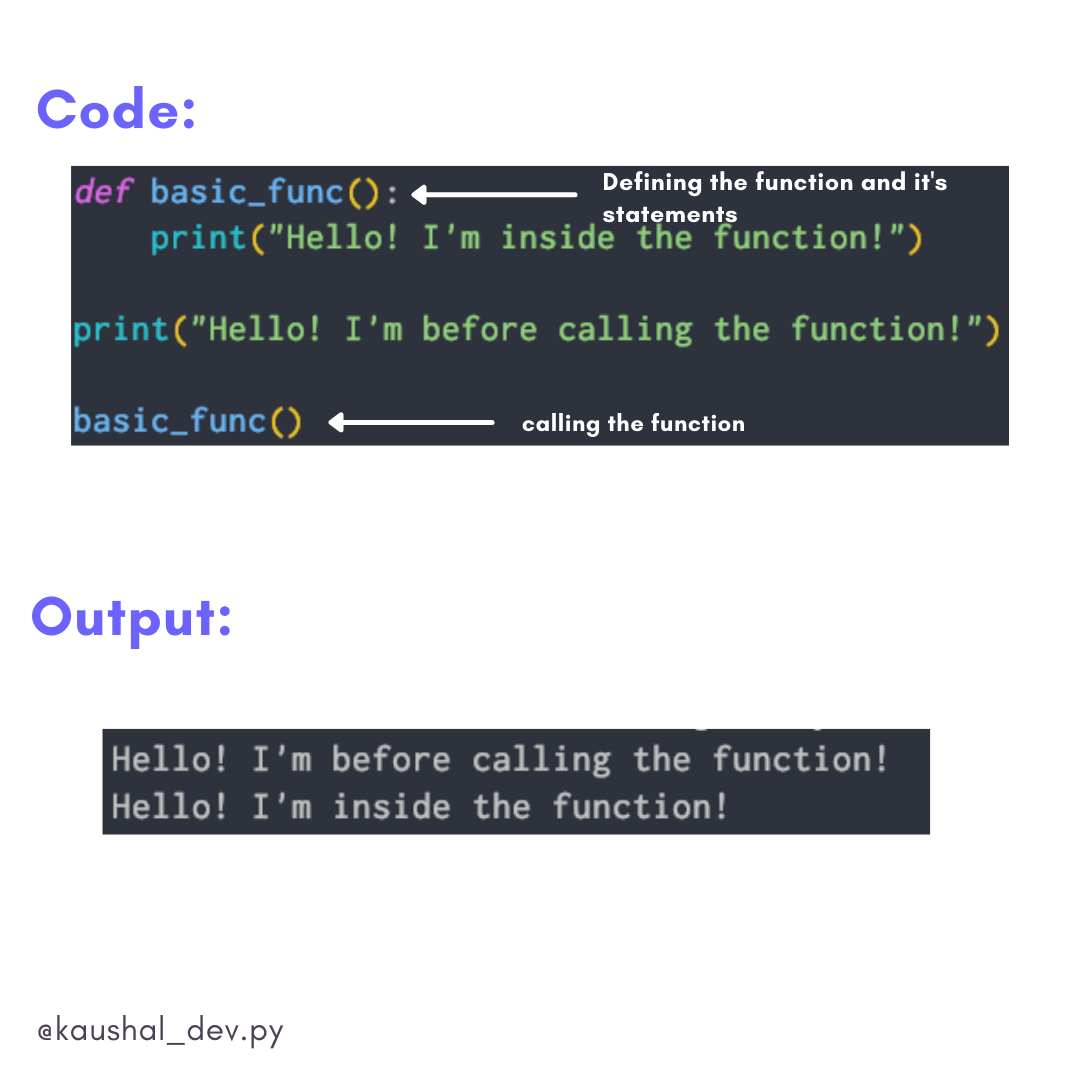 Code:
def basic_func():
Defining the function and it's
statements
    print("Hello! I'm inside the function!")
print("Hello! I'm before calling the function!")
basic_func()
calling the function
Output:
Hello! I'm before calling the function!
Hello! I'm inside the function!
@kaushal_dev.py